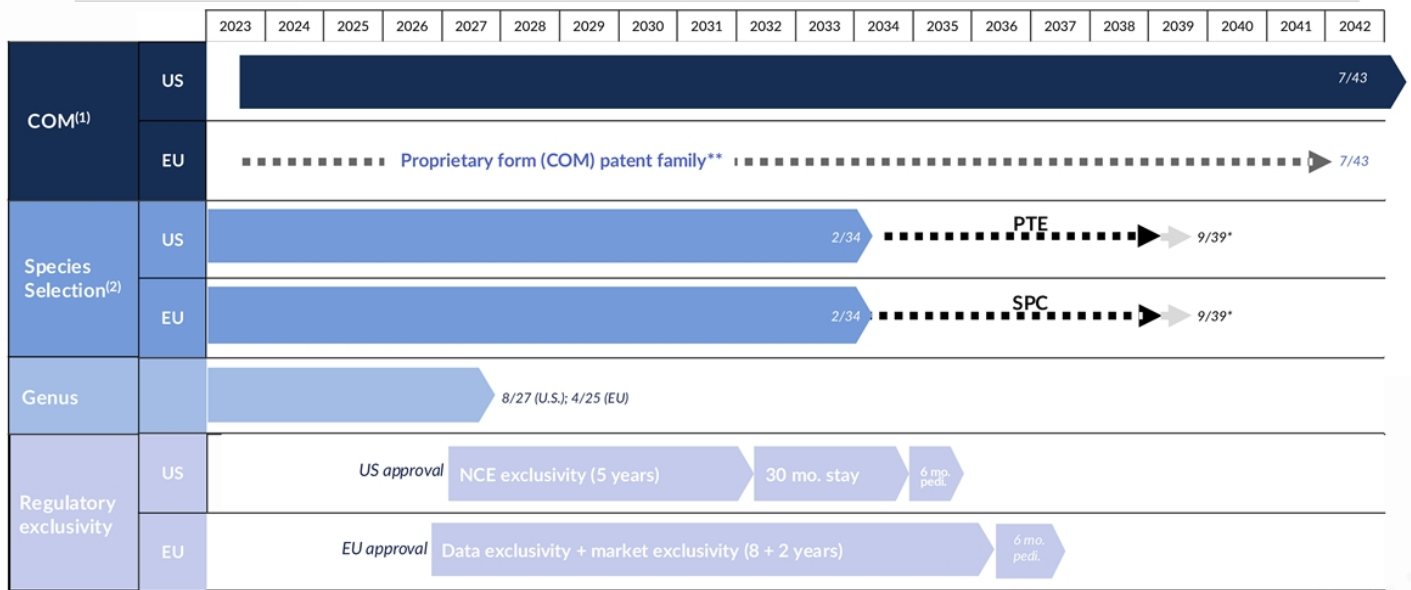 2023 2024 2025 2026 2027 2028 2029 2030 2031 2032 2033 2034 2036 2037 2038 2039 2040 2041 2042
COM(1)
US
7/43
EU
Proprietary form (COM) patent family**
7/43
Species
Selection(2)
US
2/34
PTE
9/39*
EU
2/34
SPC
9/39*
Genus
8/27 (U.S.); 4/25 (EU)
Regulatory
exclusivity
US
US approval
NCE exclusivity (5 years)
30 mo. stay
6 mo.
pedi.
EU
EU approval
Data exclusivity + market exclusivity (8 + 2 years)
6 mo.
pedi.